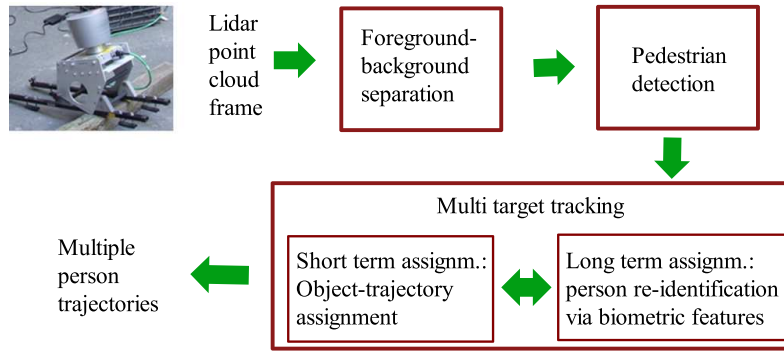 Lidar
point
cloud
frame
Foreground-
background
separation
Pedestrian
detection
Multi target tracking
Short term assignm.:
Object-trajectory
assignment
Long term assignm.:
person re-identification
via biometric features
Multiple
person
trajectories